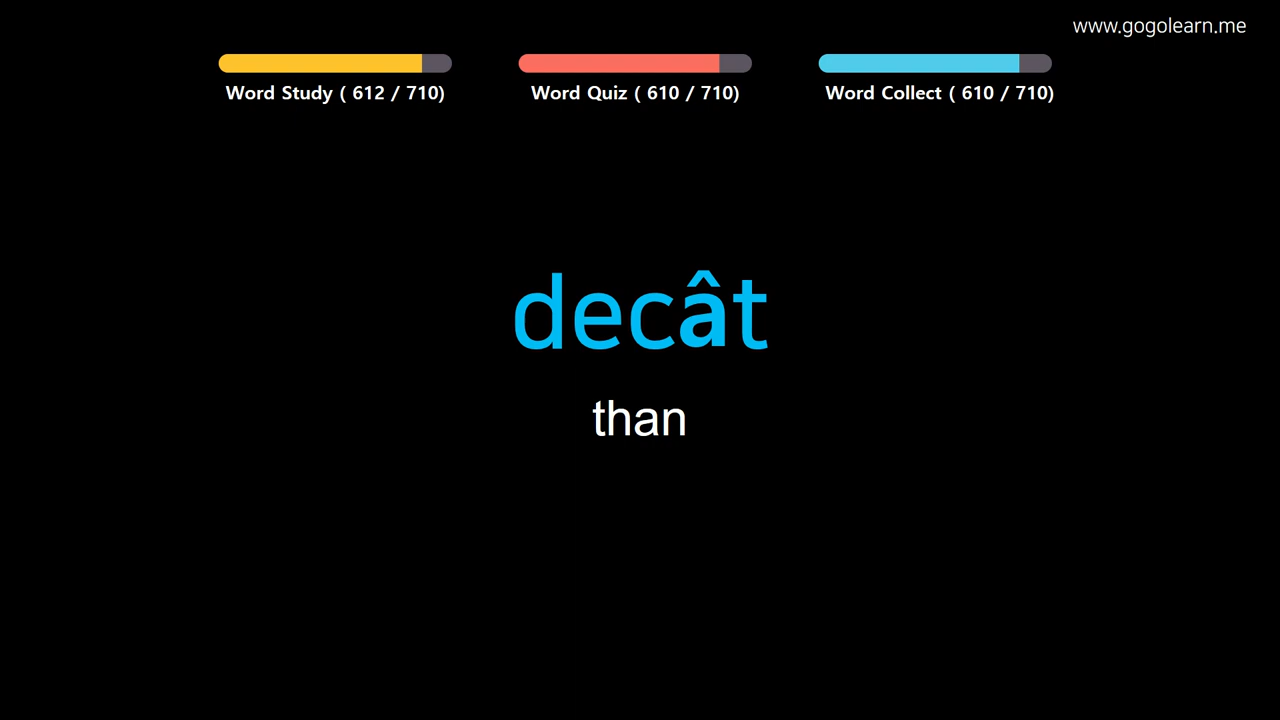 www.gogolearn.me
Word Study ( 612 / 710)
Word Quiz ( 610 / 710)
Word Collect ( 610 / 710)
decât
than